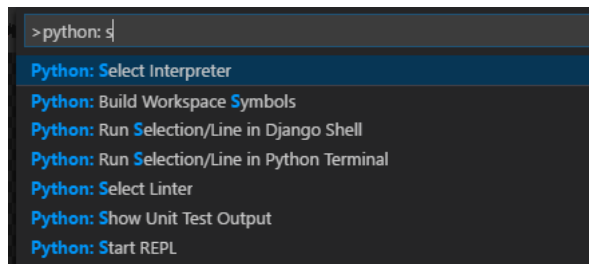 >python: s
Python: Select Interpreter
Python: Build Workspace Symbols
Python: Run Selection/Line in Django Shell
Python: Run Selection/Line in Python Terminal
Python: Select Linter
Python: Show Unit Test Output
Python: Start REPL